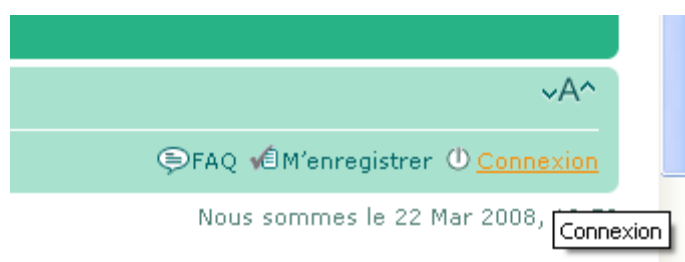 A
FAQ M'enregistrer Connexion
Nous sommes le 22 Mar 2008,
Connexion